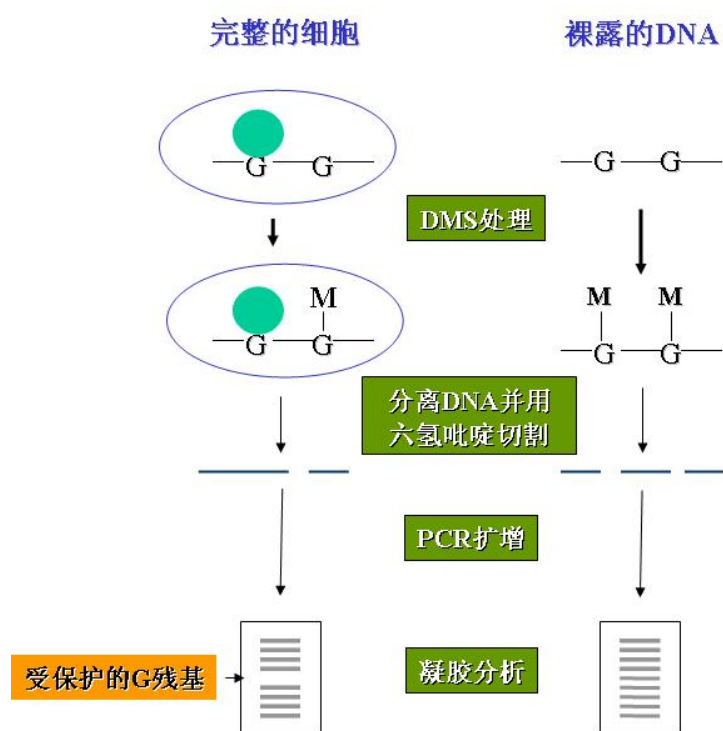 完整的细胞
裸露的DNA
G G
G G
DMS处理
M
M M
G G
G G
分离DNA并用
六氢吡啶切割
PCR扩增
受保护的G残基
凝胶分析